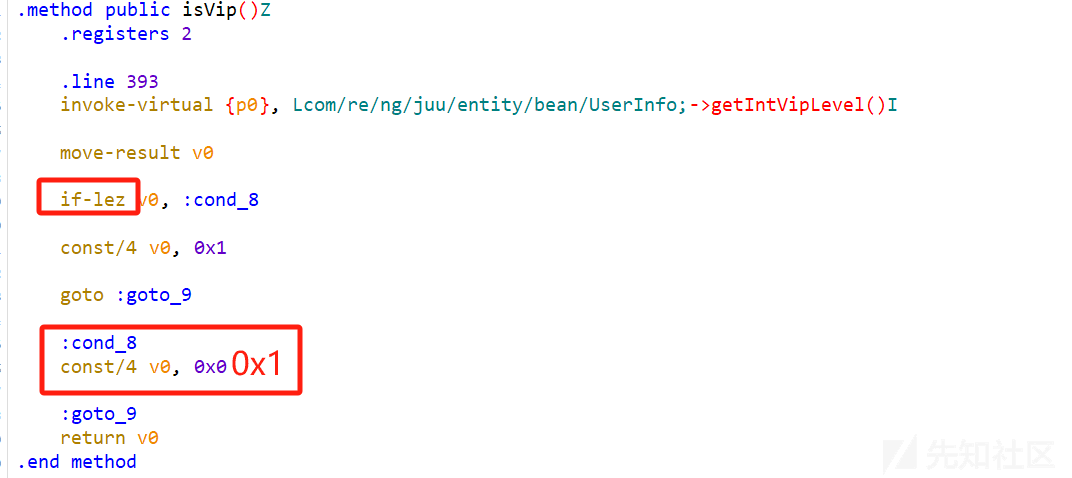 .method public isVip()Z
.registers 2
.line 393
invoke-virtual {p0}, Lcom/re/ng/juu/entity/bean/UserInfo;->getIntVipLevel()I
move-result v0
if-lez v0, :cond_8
const/4 v0, 0x1
goto :goto_9
:cond_8
const/4 v0, 0x0 0x1
:goto_9
return v0
.end method
先知社区